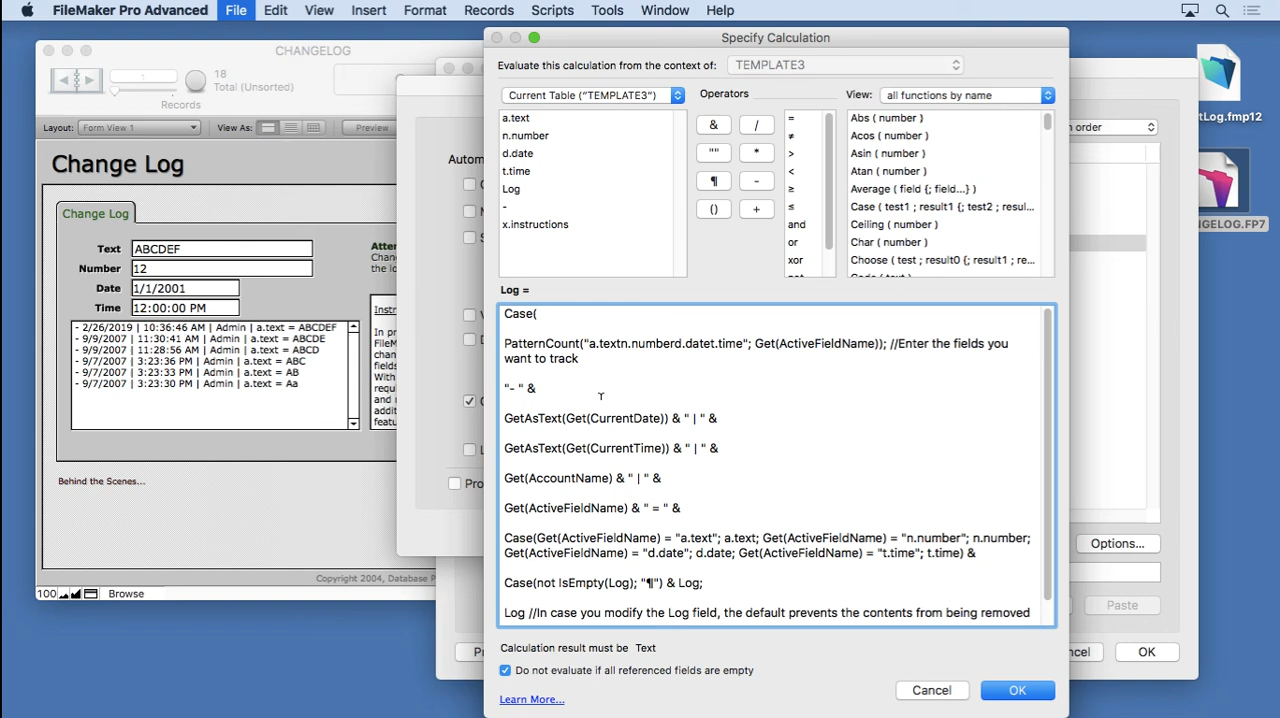 FileMaker Pro Advanced File Edit View Insert Format Records Scripts Tools Window Help
CHANGELOG
18
Total (Unsorted)
Records
Layout: Form View 1 View As: Preview
Change Log
Change Log
Text ABCDEF
Number 12
Date 1/1/2001
Time 12:00:00 PM
- 2/26/2019 | 10:36:46 AM | Admin | a.text = ABCDEF
- 9/9/2007 | 11:30:41 AM | Admin | a.text = ABCDE
- 9/9/2007 | 11:28:56 AM | Admin | a.text = ABCD
- 9/7/2007 | 3:23:36 PM | Admin | a.text = ABC
- 9/7/2007 | 3:23:33 PM | Admin | a.text = AB
- 9/7/2007 | 3:23:30 PM | Admin | a.text = Aa
Behind the Scenes...
Copyright 2004, Database P
100 Browse
Specify Calculation
Evaluate this calculation from the context of: TEMPLATE3
Current Table ("TEMPLATE3")
Operators
View: all functions by name
a.text
n.number
d.date
t.time
Log
-
x.instructions
& /
"" *
¶ -
() +
=
≠
>
<
≥
≤
and
or
xor
not
Abs ( number )
Acos ( number )
Asin ( number )
Atan ( number )
Average ( field {; field...} )
Case ( test1 ; result1 {; test2 ; resul...
Ceiling ( number )
Char ( number )
Choose ( test ; result0 {; result1 ; re...
Code ( text )
Log =
Case(
PatternCount("a.textn.numberd.datet.time"; Get(ActiveFieldName)); //Enter the fields you
want to track
"- " &
GetAsText(Get(CurrentDate)) & " | " &
GetAsText(Get(CurrentTime)) & " | " &
Get(AccountName) & " | " &
Get(ActiveFieldName) & " = " &
Case(Get(ActiveFieldName) = "a.text"; a.text; Get(ActiveFieldName) = "n.number"; n.number;
Get(ActiveFieldName) = "d.date"; d.date; Get(ActiveFieldName) = "t.time"; t.time) &
Case(not IsEmpty(Log); "¶") & Log;
Log //In case you modify the Log field, the default prevents the contents from being removed
Calculation result must be Text
Do not evaluate if all referenced fields are empty
Learn More...
Cancel OK
n order
Options...
Paste
ncel OK
tLog.fmp12
NGELOG.FP7